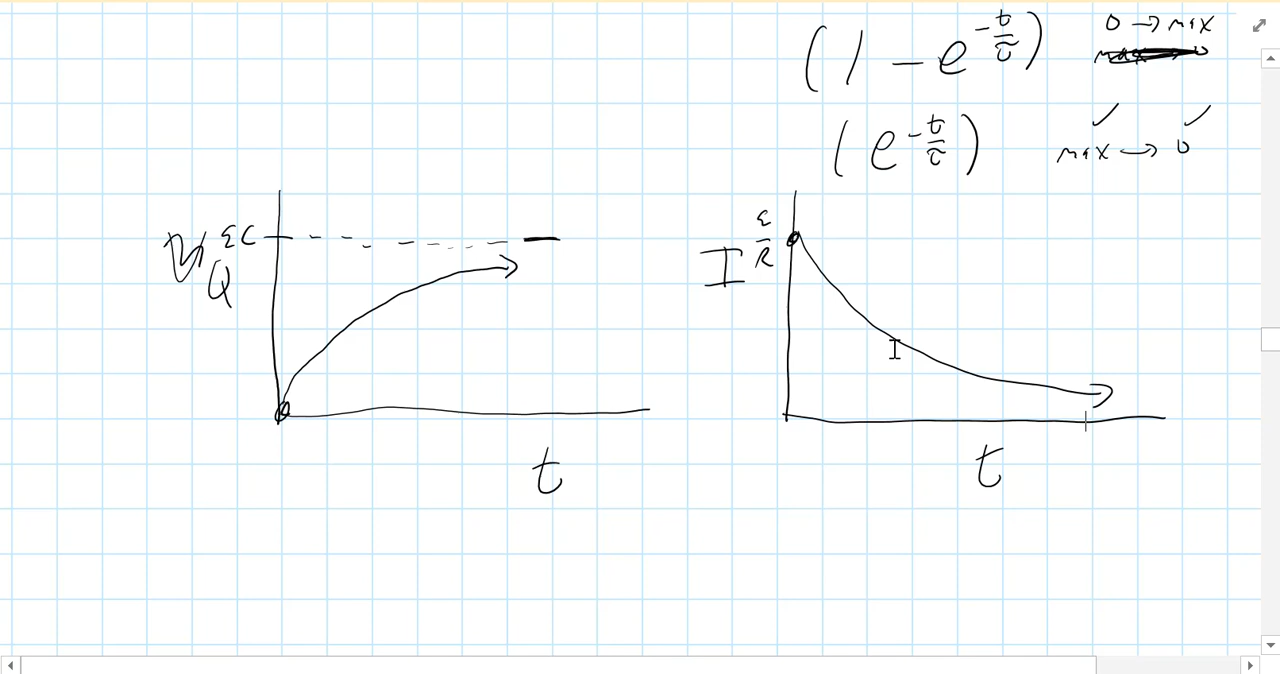 (1 - e^{-t/τ}) 0 → max
(e^{-t/τ}) max → 0
εC
Q
t
ε/R
I
t